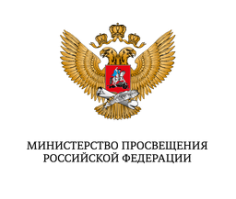 МИНИСТЕРСТВО ПРОСВЕЩЕНИЯ
РОССИЙСКОЙ ФЕДЕРАЦИИ